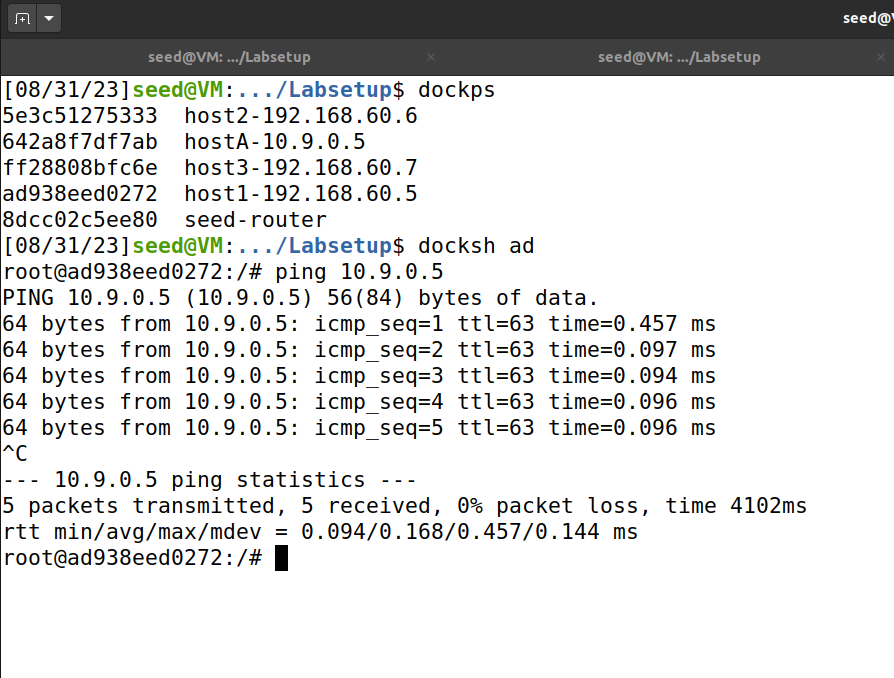 seed@V
seed@VM: .../Labsetup
seed@VM: .../Labsetup
[08/31/23]seed@VM:.../Labsetup$ dockps
5e3c51275333  host2-192.168.60.6
642a8f7df7ab  hostA-10.9.0.5
ff28808bfc6e  host3-192.168.60.7
ad938eed0272  host1-192.168.60.5
8dcc02c5ee80  seed-router
[08/31/23]seed@VM:.../Labsetup$ docksh ad
root@ad938eed0272:/# ping 10.9.0.5
PING 10.9.0.5 (10.9.0.5) 56(84) bytes of data.
64 bytes from 10.9.0.5: icmp_seq=1 ttl=63 time=0.457 ms
64 bytes from 10.9.0.5: icmp_seq=2 ttl=63 time=0.097 ms
64 bytes from 10.9.0.5: icmp_seq=3 ttl=63 time=0.094 ms
64 bytes from 10.9.0.5: icmp_seq=4 ttl=63 time=0.096 ms
64 bytes from 10.9.0.5: icmp_seq=5 ttl=63 time=0.096 ms
^C
--- 10.9.0.5 ping statistics ---
5 packets transmitted, 5 received, 0% packet loss, time 4102ms
rtt min/avg/max/mdev = 0.094/0.168/0.457/0.144 ms
root@ad938eed0272:/#